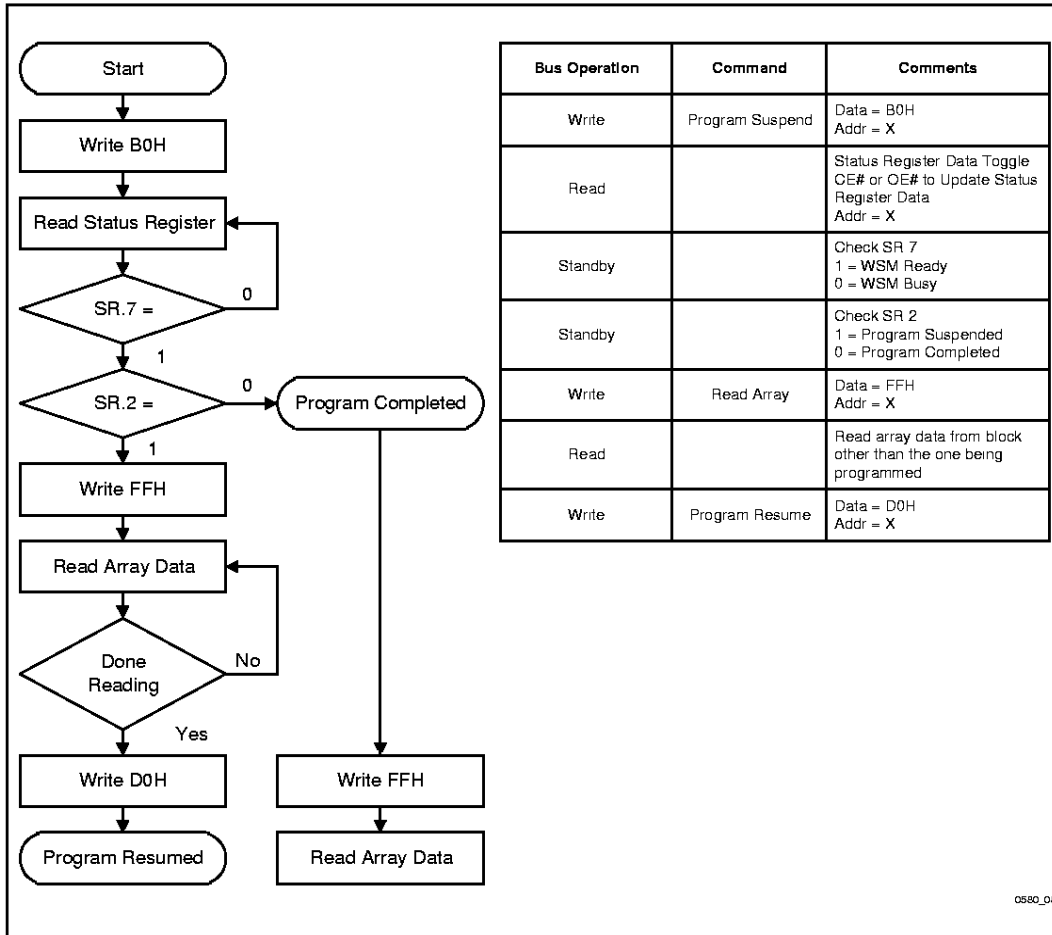 Start
Write B0H
Read Status Register
SR.7 =
0
1
SR.2 =
0
1
Program Completed
Write FFH
Read Array Data
Done
Reading
No
Yes
Write D0H
Program Resumed
Write FFH
Read Array Data
Bus Operation Command Comments
Write Program Suspend Data = B0H
Addr = X
Read Status Register Data Toggle
CE# or OE# to Update Status
Register Data
Addr = X
Standby Check SR 7
1 = WSM Ready
0 = WSM Busy
Standby Check SR 2
1 = Program Suspended
0 = Program Completed
Write Read Array Data = FFH
Addr = X
Read Read array data from block
other than the one being
programmed
Write Program Resume Data = D0H
Addr = X